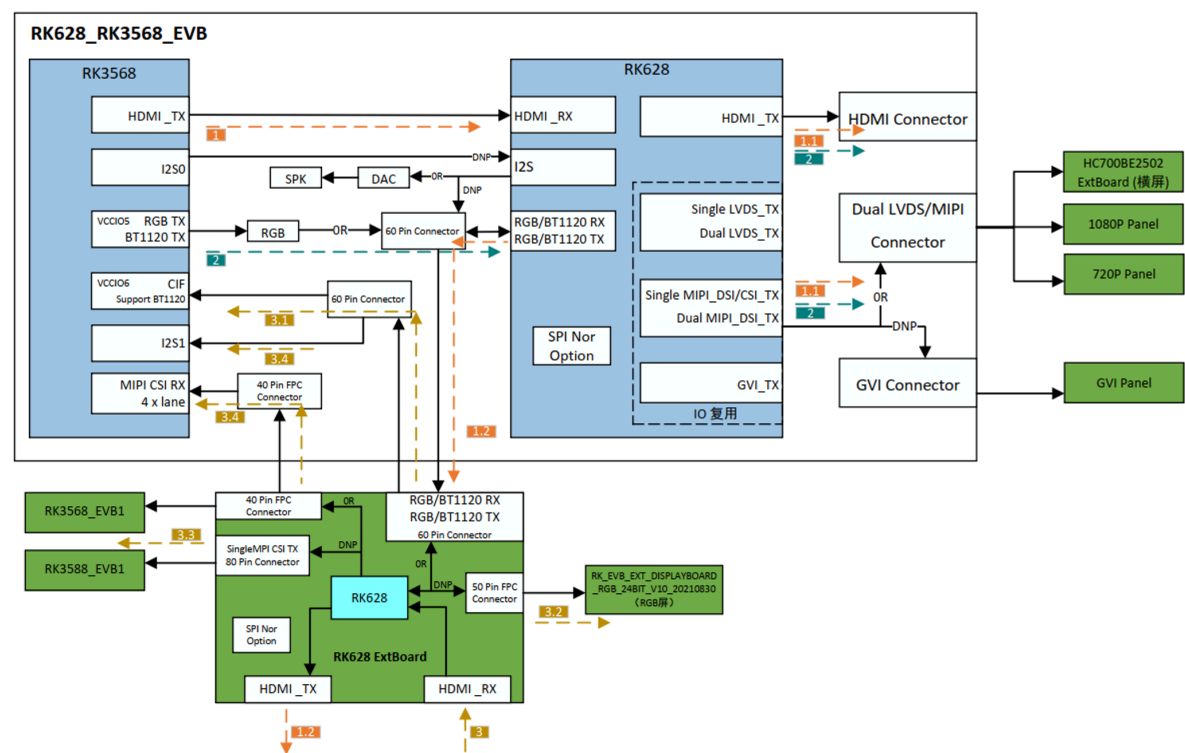 RK628_RK3568_EVB
RK3568
RK628
HDMI _TX
1
HDMI _RX
HDMI _TX
1.1
2
HDMI Connector
I2S0
DNP
I2S
SPK
DAC
0R
DNP
HC700BE2502
ExtBoard (横屏)
VCCIO5 RGB TX
BT1120 TX
RGB
0R
60 Pin Connector
RGB/BT1120 RX
RGB/BT1120 TX
2
Single LVDS_TX
Dual LVDS_TX
Dual LVDS/MIPI
Connector
1080P Panel
720P Panel
VCCIO6 CIF
Support BT1120
60 Pin Connector
3.1
Single MIPI_DSI/CSI_TX
Dual MIPI_DSI_TX
1.1
2
0R
DNP
I2S1
3.4
SPI Nor
Option
MIPI CSI RX
4 x lane
40 Pin FPC
Connector
3.4
GVI_TX
IO 复用
GVI Connector
GVI Panel
1.2
RK3568_EVB1
40 Pin FPC
Connector
0R
RGB/BT1120 RX
RGB/BT1120 TX
60 Pin Connector
3.3
RK3588_EVB1
SingleMPI CSI TX
80 Pin Connector
DNP
0R
RK628
DNP
50 Pin FPC
Connector
RK_EVB_EXT_DISPLAYBOARD
_RGB_24BIT_V10_20210830
（RGB屏）
3.2
SPI Nor
Option
RK628 ExtBoard
HDMI _TX
HDMI _RX
1.2
3